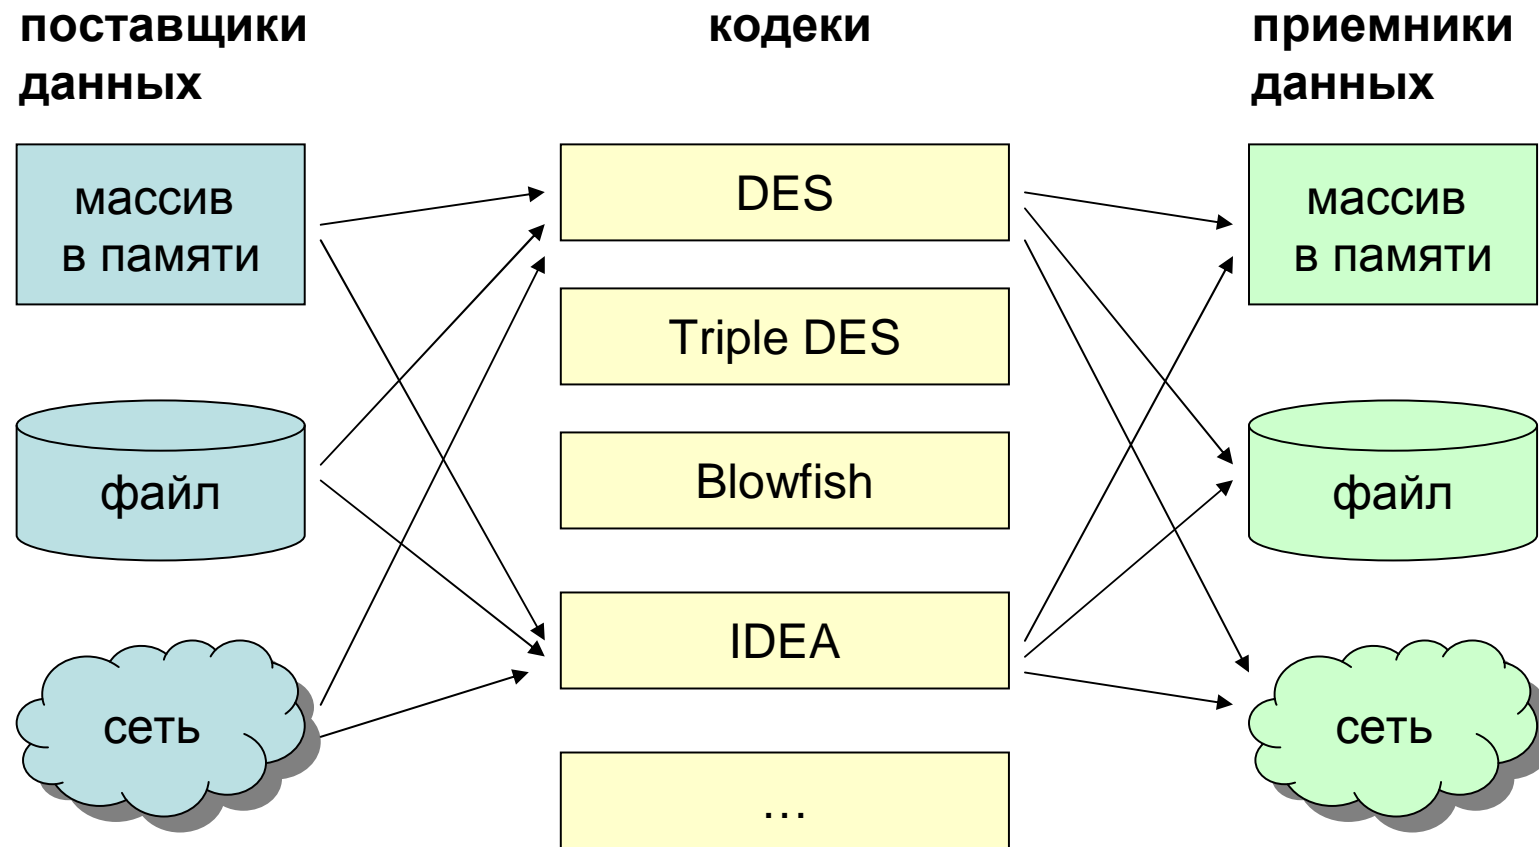 поставщики
данных
кодеки
приемники
данных
массив
в памяти
файл
сеть
DES
Triple DES
Blowfish
IDEA
…
массив
в памяти
файл
сеть